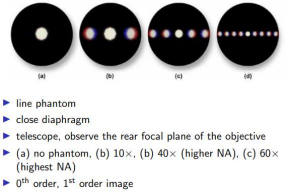 (a) (b) (c) (d)
line phantom
close diaphragm
telescope, observe the rear focal plane of the objective
(a) no phantom, (b) 10×, (b) 40× (higher NA), (c) 60×
(highest NA)
0th order, 1st order image